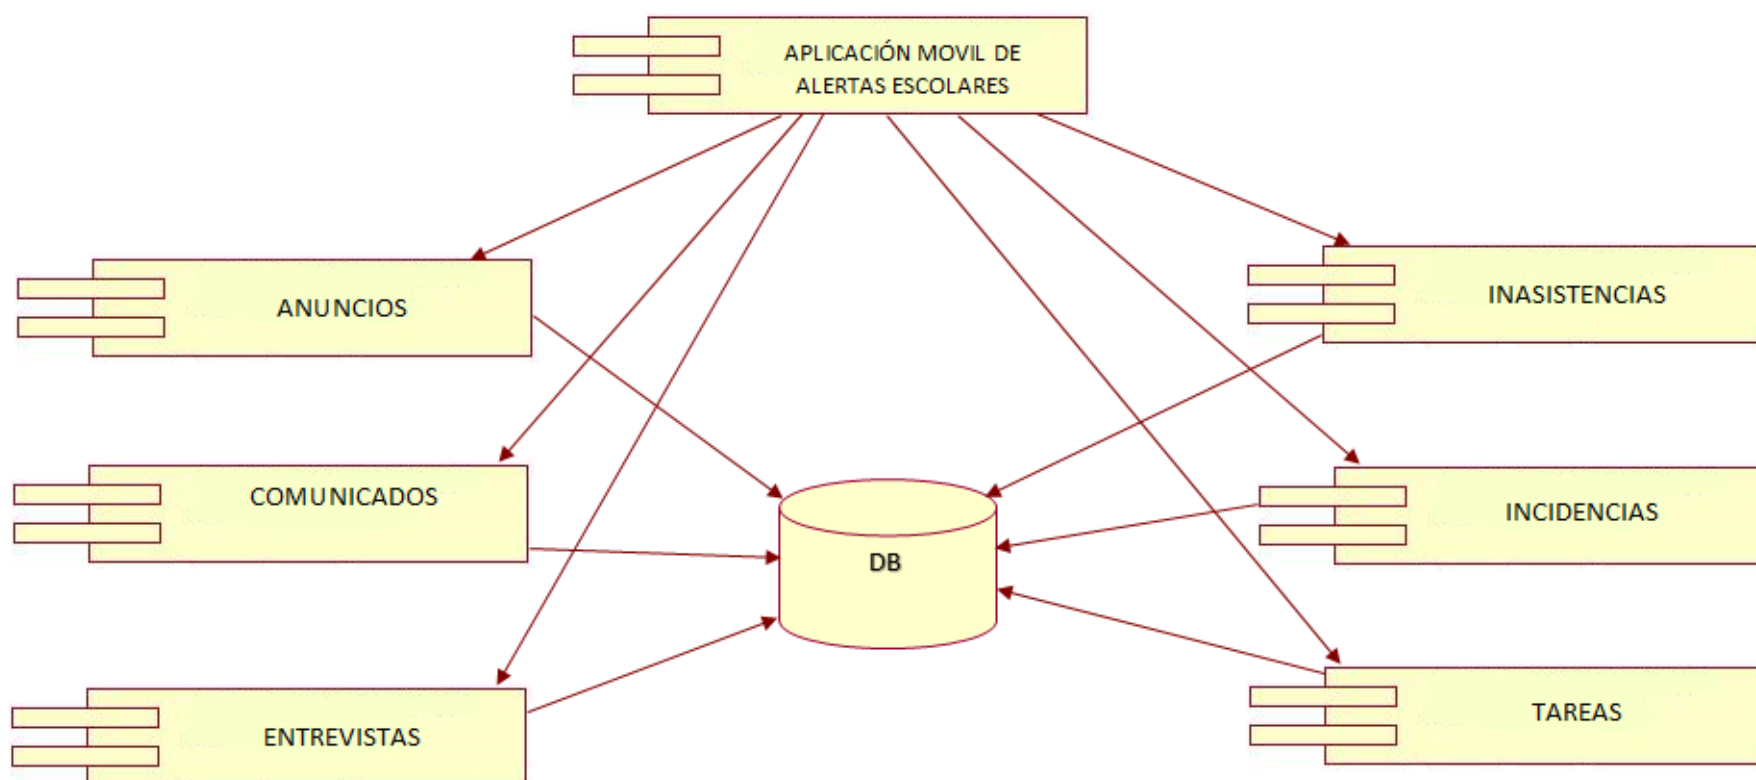 APLICACIÓN MOVIL DE
ALERTAS ESCOLARES
ANUNCIOS
INASISTENCIAS
COMUNICADOS
INCIDENCIAS
DB
ENTREVISTAS
TAREAS